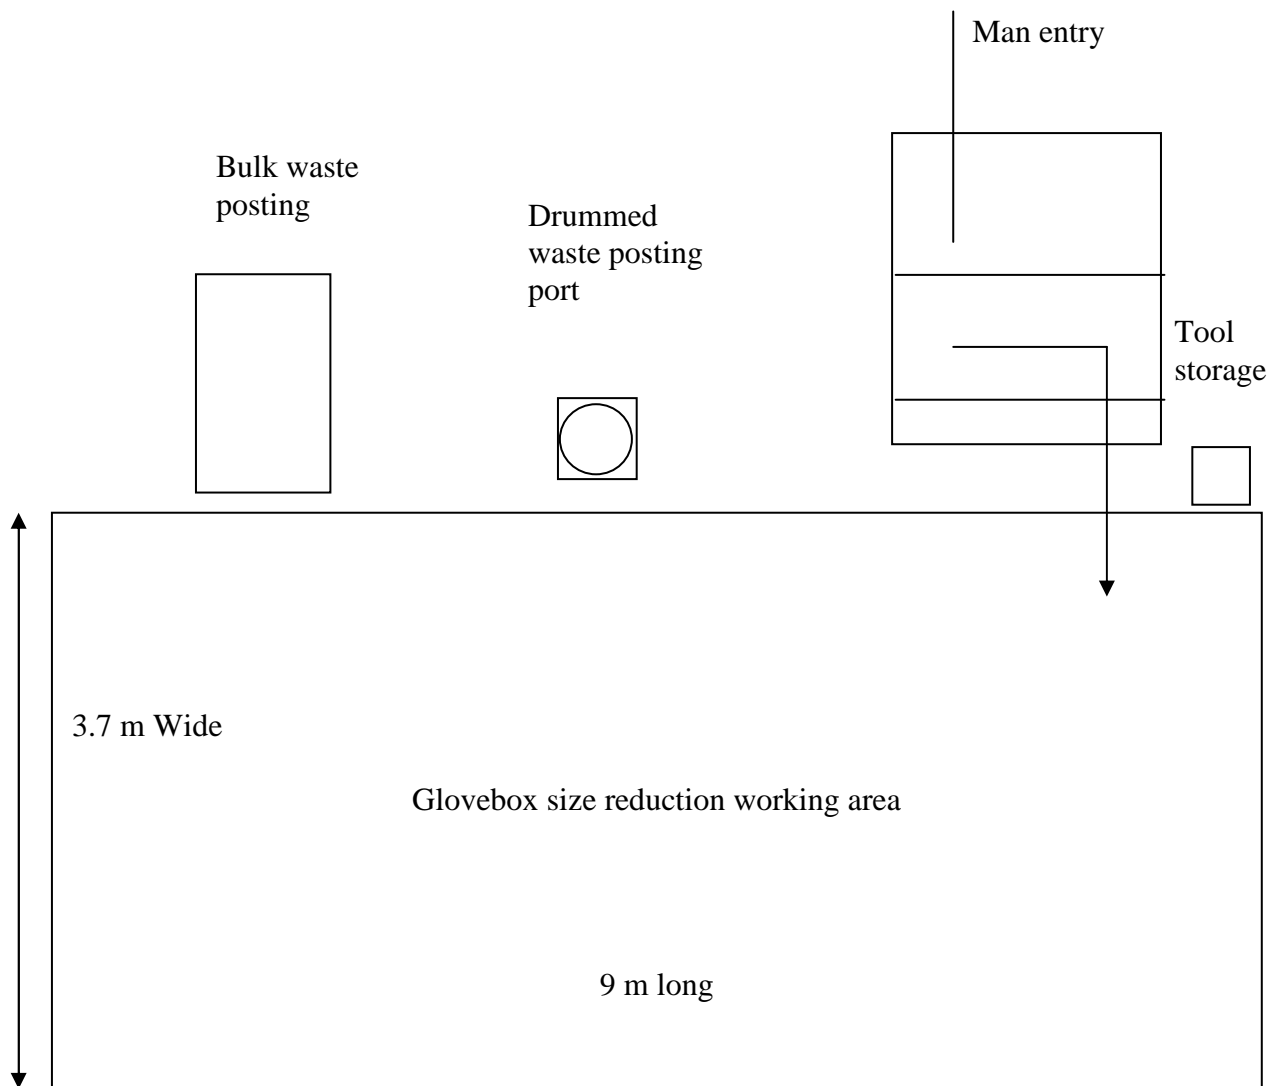 Man entry
Bulk waste
posting
Drummed
waste posting
port
Tool
storage
3.7 m Wide
Glovebox size reduction working area
9 m long